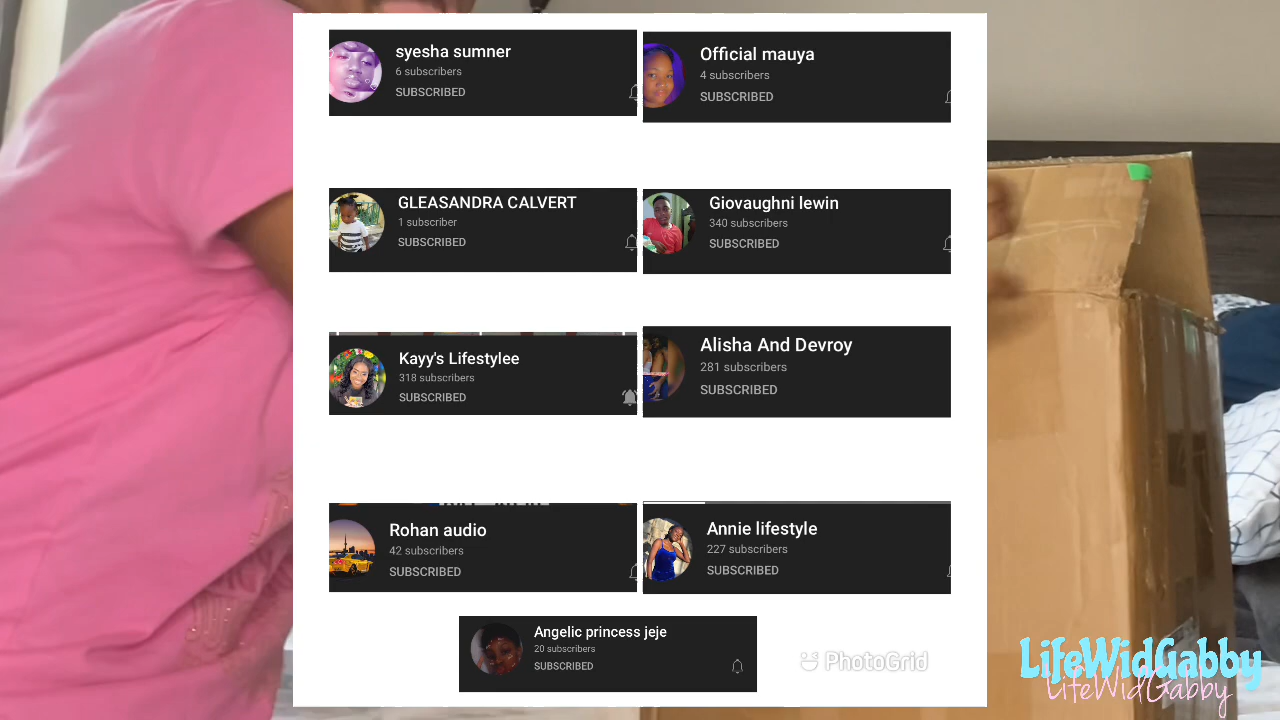 syesha sumner
6 subscribers
SUBSCRIBED
Official mauya
4 subscribers
SUBSCRIBED
GLEASANDRA CALVERT
1 subscriber
SUBSCRIBED
Giovaughni lewin
340 subscribers
SUBSCRIBED
Kayy's Lifestylee
318 subscribers
SUBSCRIBED
Alisha And Devroy
281 subscribers
SUBSCRIBED
Rohan audio
42 subscribers
SUBSCRIBED
Annie lifestyle
227 subscribers
SUBSCRIBED
Angelic princess jeje
20 subscribers
SUBSCRIBED
PhotoGrid
LifeWidGabby
LifeWidGabby